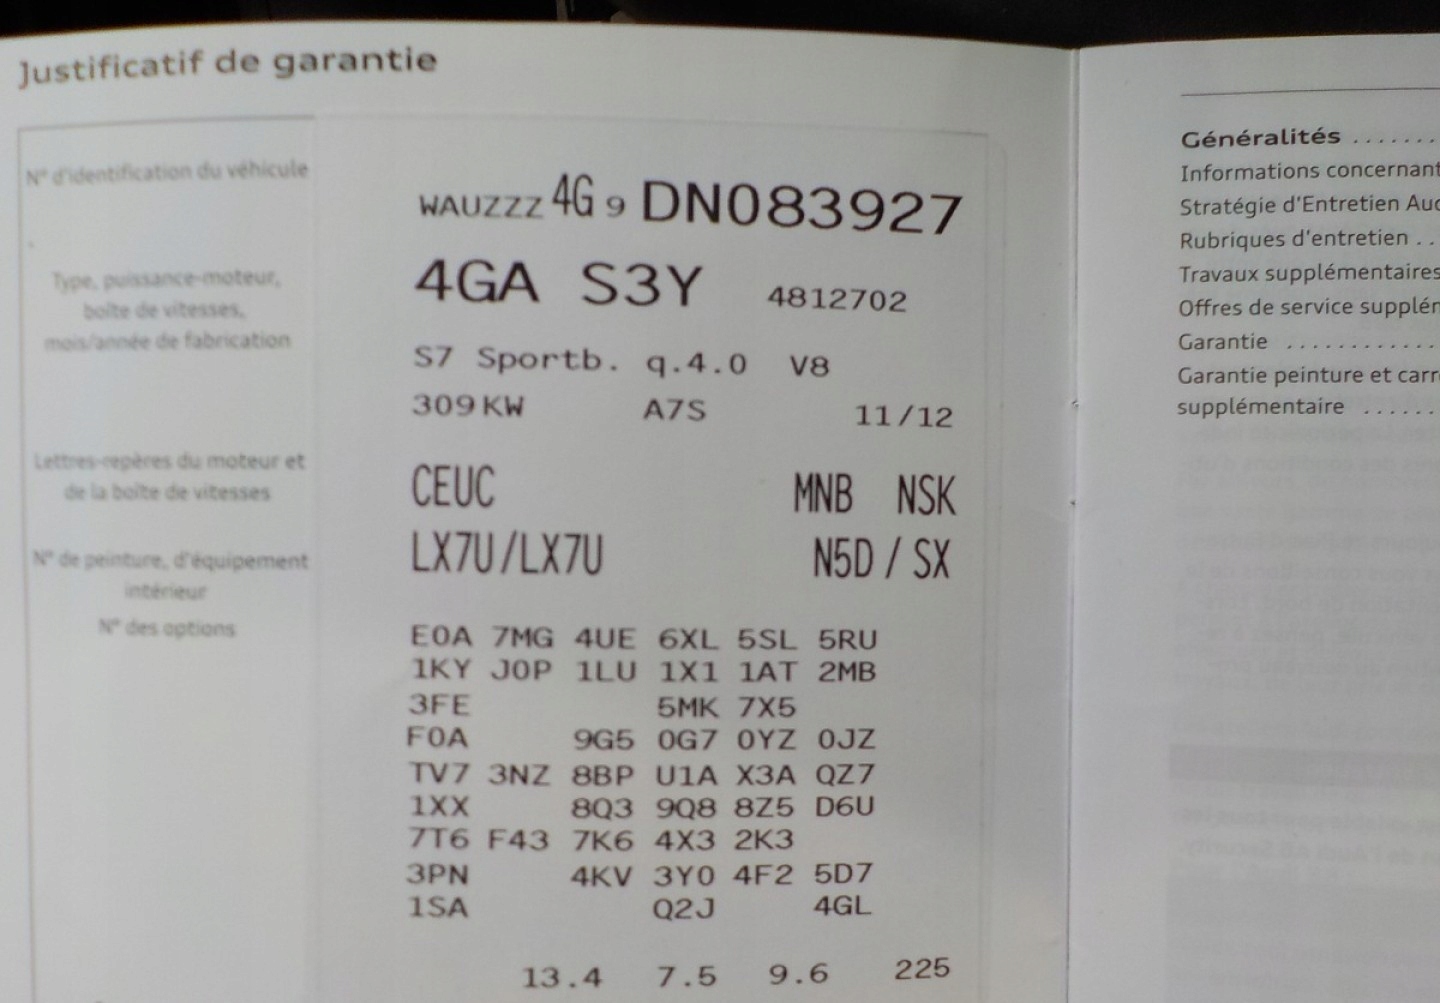 Justificatif de garantie
N° d'identification du véhicule
WAUZZZ 4G 9 DN083927
Type, puissance-moteur,
boîte de vitesses,
mois/année de fabrication
4GA S3Y 4812702
S7 Sportb. q.4.0 V8
309 KW A7S 11/12
Lettres-repères du moteur et
de la boîte de vitesses
CEUC MNB NSK
N° de peinture, d'équipement
intérieur
LX7U/LX7U N5D / SX
N° des options
E0A 7MG 4UE 6XL 5SL 5RU
1KY J0P 1LU 1X1 1AT 2MB
3FE 5MK 7X5
F0A 9G5 0G7 0YZ 0JZ
TV7 3NZ 8BP U1A X3A QZ7
1XX 8Q3 9Q8 8Z5 D6U
7T6 F43 7K6 4X3 2K3
3PN 4KV 3Y0 4F2 5D7
1SA Q2J 4GL
13.4 7.5 9.6 225
Généralités . . . . . . .
Informations concernant
Stratégie d'Entretien Aud
Rubriques d'entretien . .
Travaux supplémentaires
Offres de service supplém
Garantie . . . . . . . . . . . .
Garantie peinture et carr
supplémentaire . . . . . .